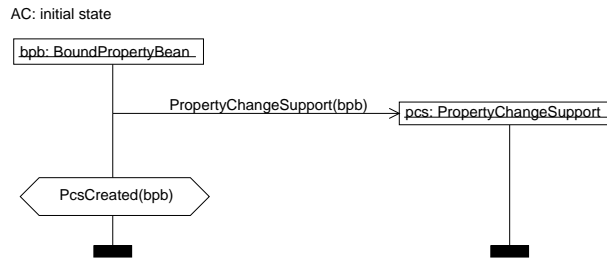 AC: initial state
bpb: BoundPropertyBean
PropertyChangeSupport(bpb)
pcs: PropertyChangeSupport
PcsCreated(bpb)